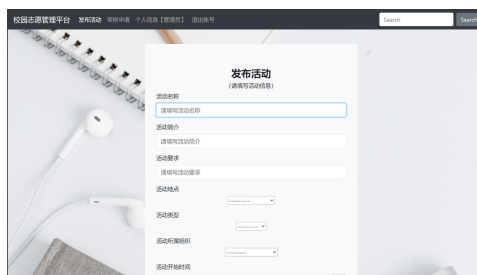 校园志愿管理平台 发布活动 审核申请 个人信息【管理员】 退出账号 Search Search
发布活动
（请填写活动信息）
活动名称
请填写活动名称
活动简介
请填写活动简介
活动要求
请填写活动要求
活动地点
---------
活动类型
---------
活动所属组织
---------
活动开始时间